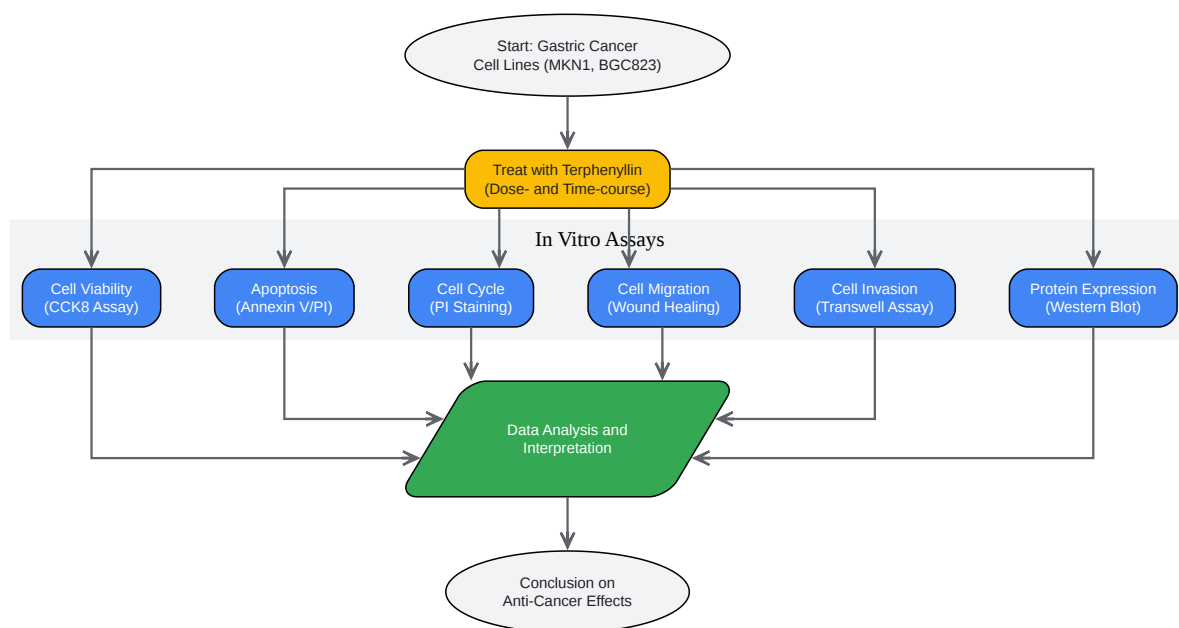 Start: Gastric Cancer
Cell Lines (MKN1, BGC823)
Treat with Terphenyllin
(Dose- and Time-course)
In Vitro Assays
Cell Viability
(CCK8 Assay)
Apoptosis
(Annexin V/PI)
Cell Cycle
(PI Staining)
Cell Migration
(Wound Healing)
Cell Invasion
(Transwell Assay)
Protein Expression
(Western Blot)
Data Analysis and
Interpretation
Conclusion on
Anti-Cancer Effects